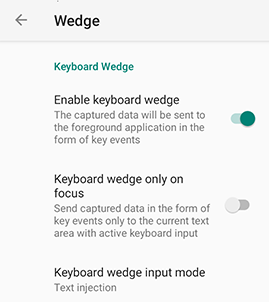 Wedge
Keyboard Wedge
Enable keyboard wedge
The captured data will be sent to
the foreground application in the
form of key events
Keyboard wedge only on
focus
Send captured data in the form of
key events only to the current text
area with active keyboard input
Keyboard wedge input mode
Text injection